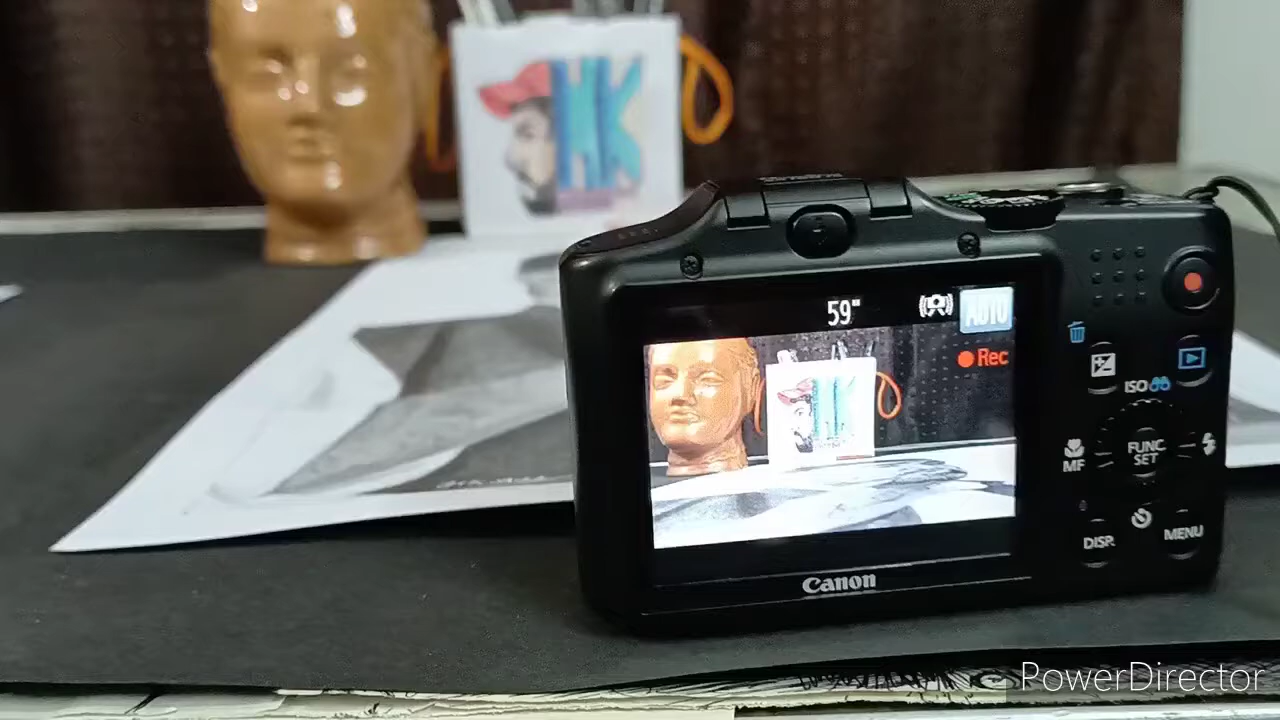 HK
59"
AUTO
Rec
ISO
FUNC.
SET
MF
DISP.
MENU
Canon
PowerDirector